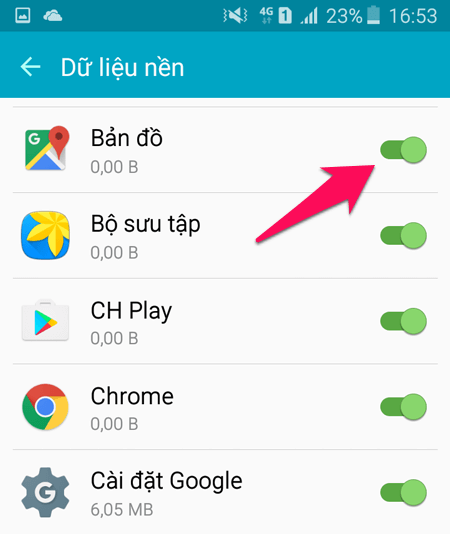 4G 1 23% 16:53
Dữ liệu nền
Bản đồ
0,00 B
Bộ sưu tập
0,00 B
CH Play
0,00 B
Chrome
0,00 B
Cài đặt Google
6,05 MB